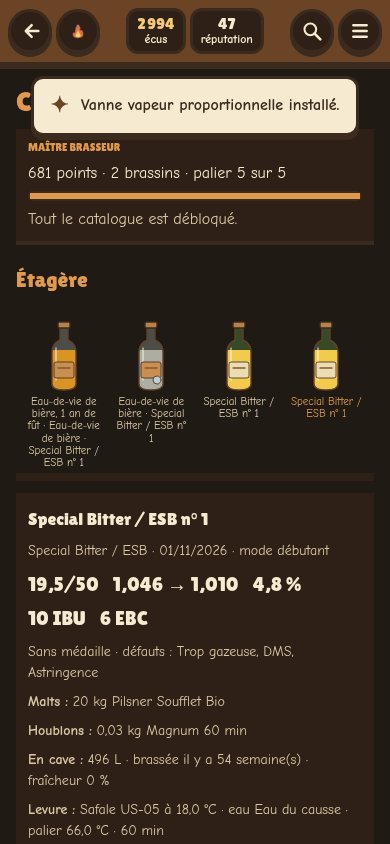 2 994
écus
47
réputation
C
Vanne vapeur proportionnelle installé.
MAÎTRE BRASSEUR
681 points · 2 brassins · palier 5 sur 5
Tout le catalogue est débloqué.
Étagère
Eau-de-vie de
bière, 1 an de
fût · Eau-de-vie
de bière ·
Special Bitter /
ESB n° 1
Eau-de-vie de
bière · Special
Bitter / ESB n°
1
Special Bitter /
ESB n° 1
Special Bitter /
ESB n° 1
Special Bitter / ESB n° 1
Special Bitter / ESB · 01/11/2026 · mode débutant
19,5/50 1,046 → 1,010 4,8 %
10 IBU 6 EBC
Sans médaille · défauts : Trop gazeuse, DMS,
Astringence
Malts : 20 kg Pilsner Soufflet Bio
Houblons : 0,03 kg Magnum 60 min
En cave : 496 L · brassée il y a 54 semaine(s) ·
fraîcheur 0 %
Levure : Safale US-05 à 18,0 °C · eau Eau du causse ·
palier 66,0 °C · 60 min